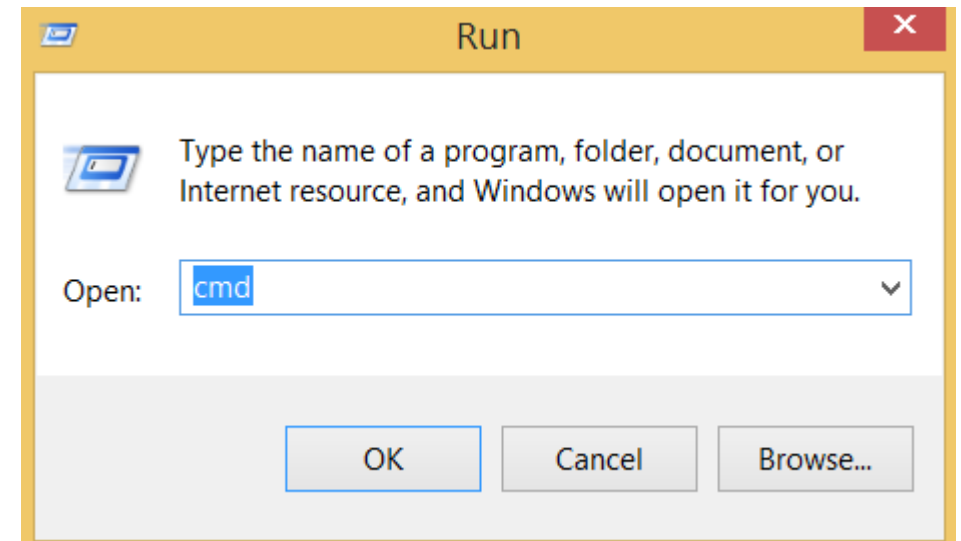 Run
Type the name of a program, folder, document, or
Internet resource, and Windows will open it for you.
Open: cmd
OK Cancel Browse...